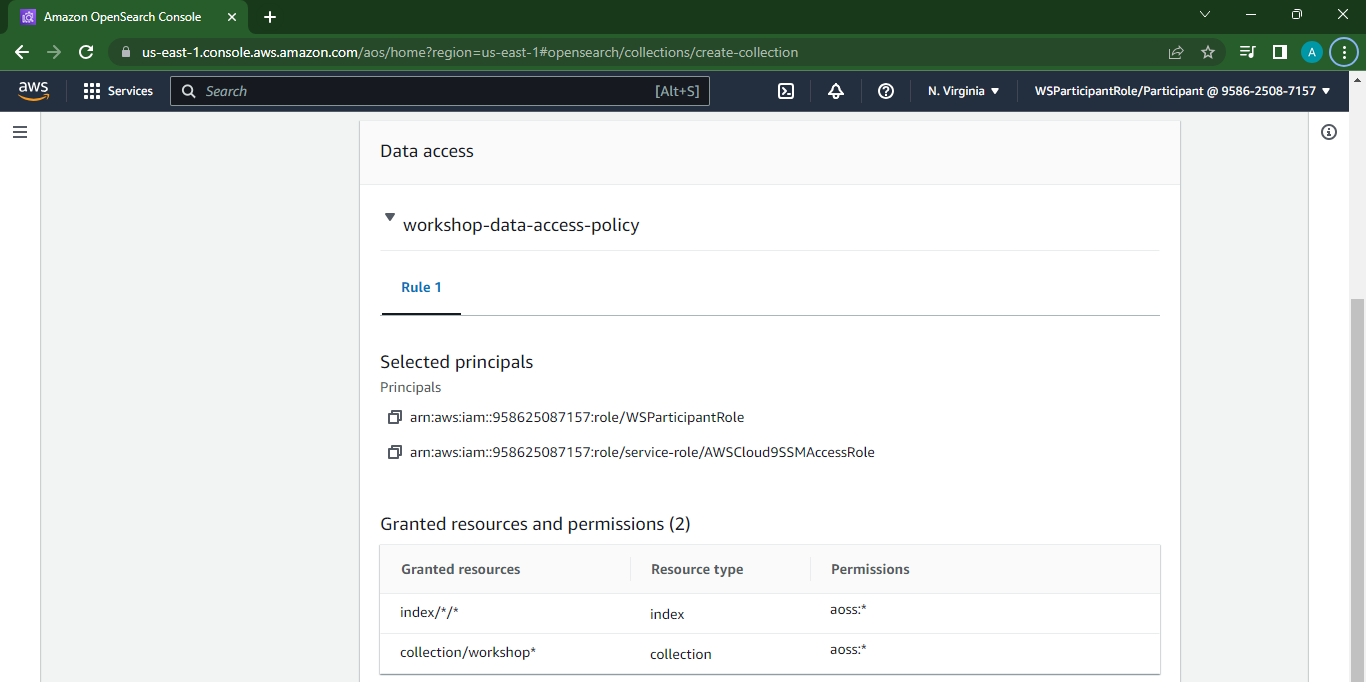 Amazon OpenSearch Console
us-east-1.console.aws.amazon.com/aos/home?region=us-east-1#opensearch/collections/create-collection
A
aws
Services
Search
[Alt+S]
N. Virginia
WSParticipantRole/Participant @ 9586-2508-7157
Data access
workshop-data-access-policy
Rule 1
Selected principals
Principals
arn:aws:iam::958625087157:role/WSParticipantRole
arn:aws:iam::958625087157:role/service-role/AWSCloud9SSMAccessRole
Granted resources and permissions (2)
Granted resources Resource type Permissions
index/*/* index aoss:*
collection/workshop* collection aoss:*